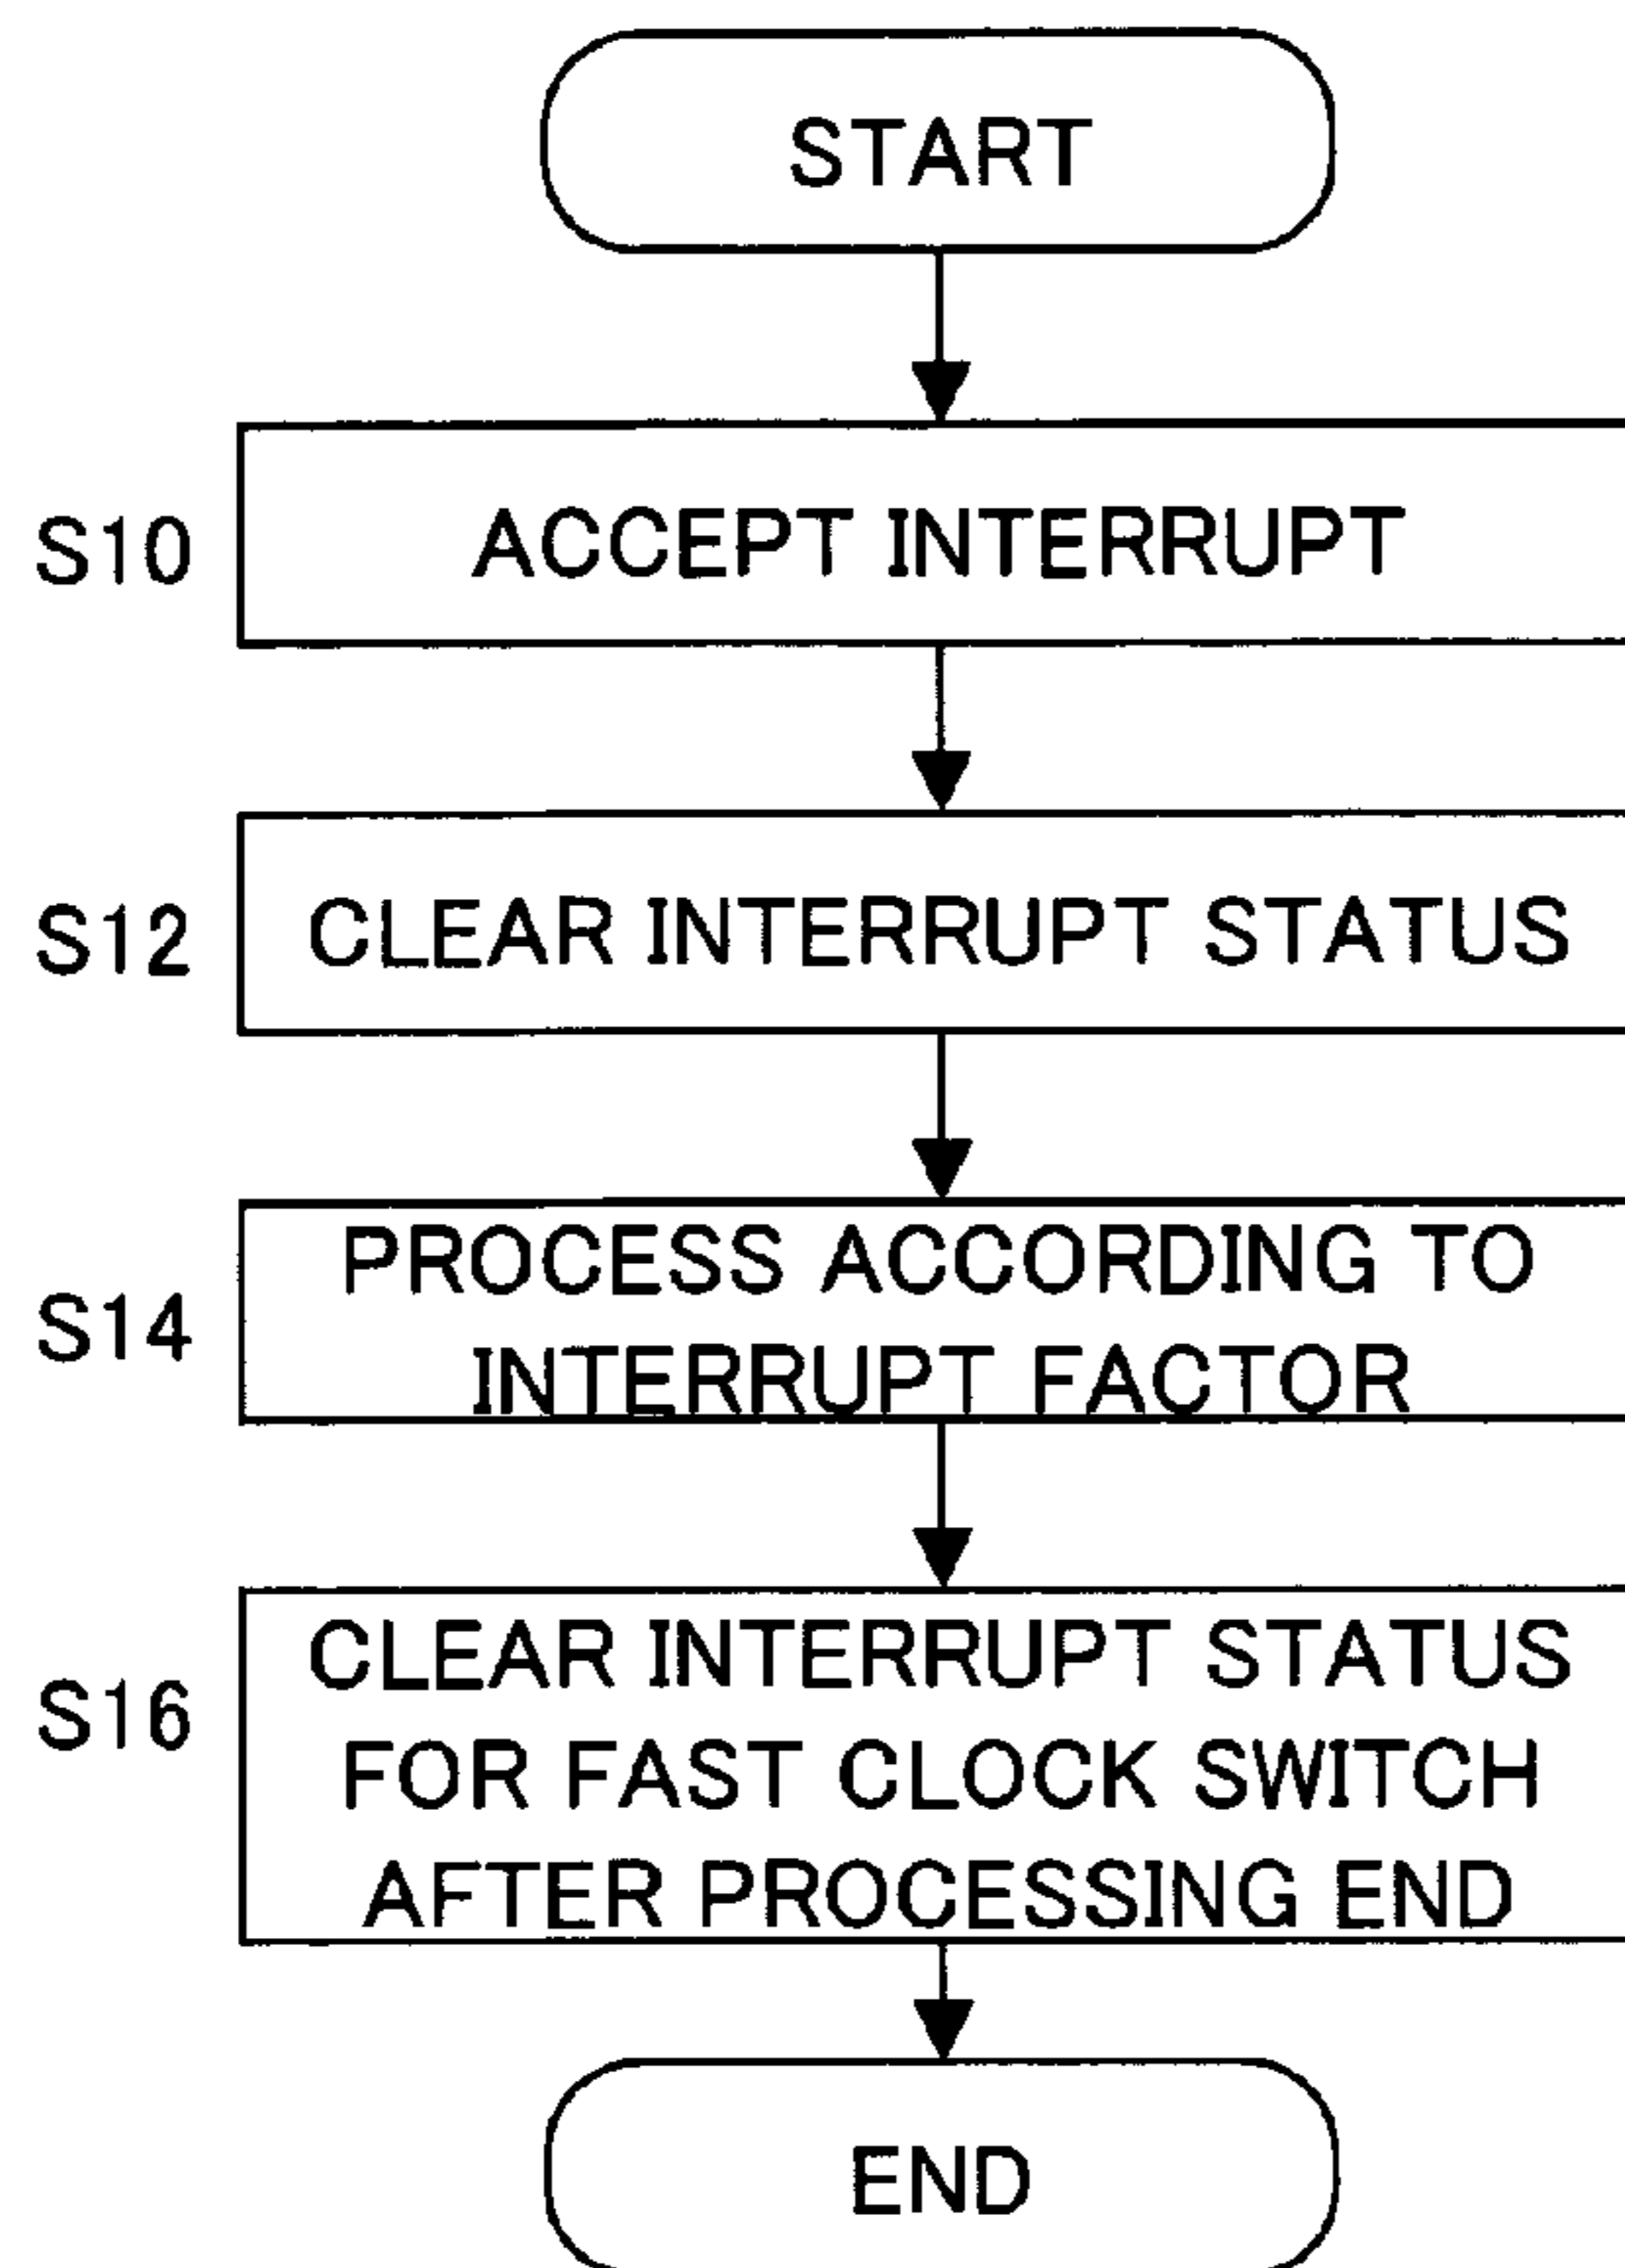 START
S10
ACCEPT INTERRUPT
S12
CLEAR INTERRUPT STATUS
S14
PROCESS ACCORDING TO
INTERRUPT FACTOR
S16
CLEAR INTERRUPT STATUS
FOR FAST CLOCK SWITCH
AFTER PROCESSING END
END